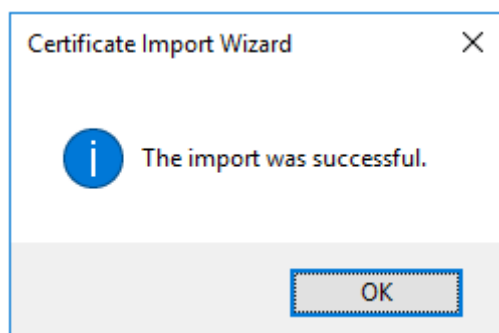 Certificate Import Wizard
The import was successful.
OK